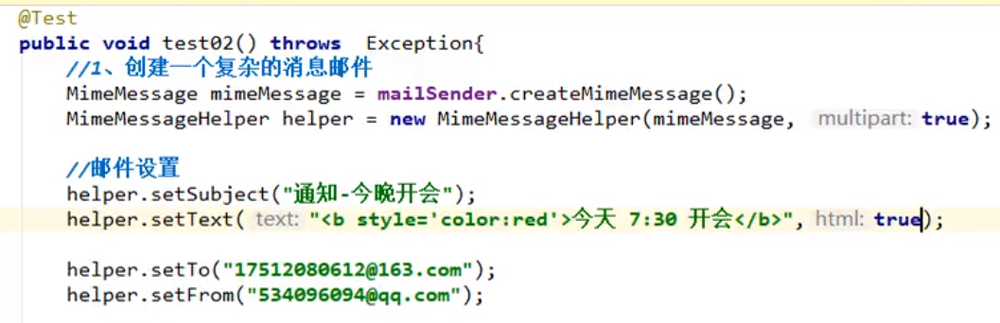 @Test
public void test02() throws  Exception{
//1、创建一个复杂的消息邮件
MimeMessage mimeMessage = mailSender.createMimeMessage();
MimeMessageHelper helper = new MimeMessageHelper(mimeMessage, multipart: true);
//邮件设置
helper.setSubject("通知-今晚开会");
helper.setText( text: "<b style='color:red'>今天 7:30 开会</b>", html: true);
helper.setTo("17512080612@163.com");
helper.setFrom("534096094@qq.com");